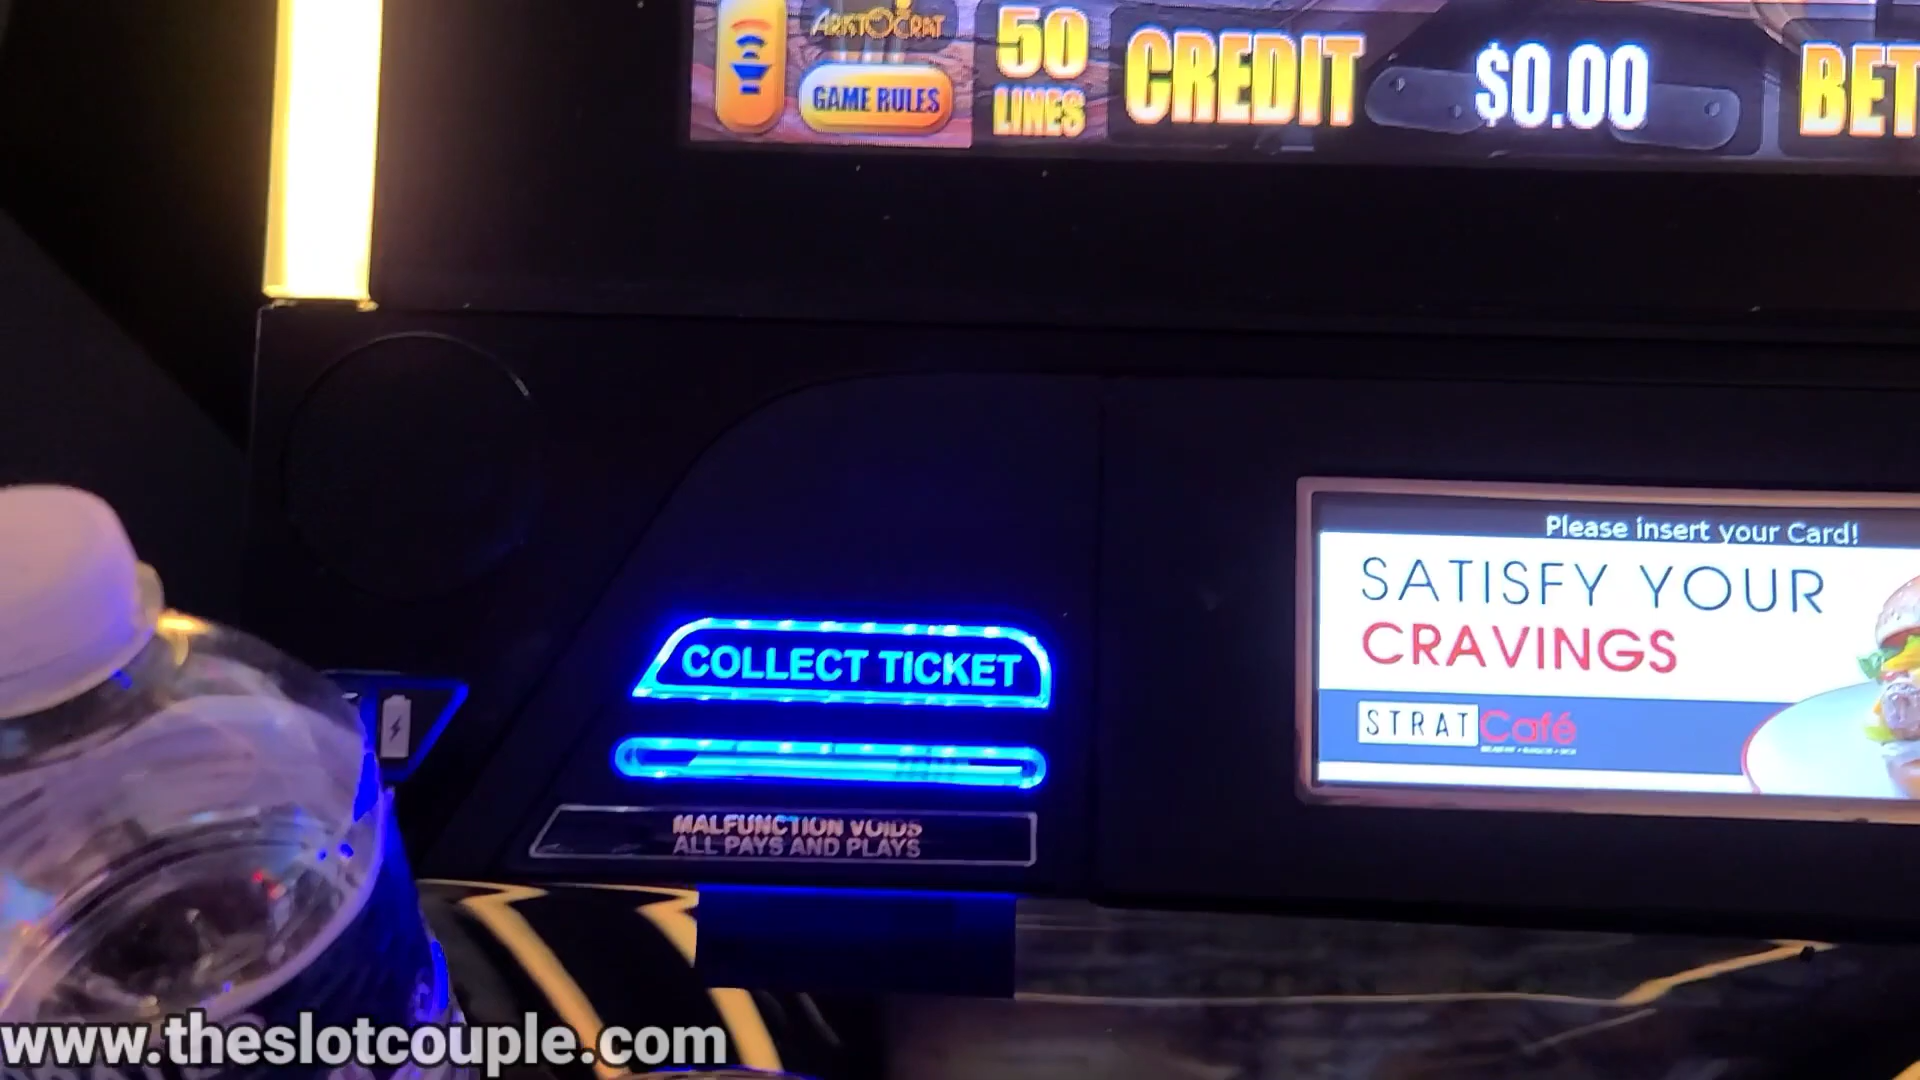 ARISTOCRAT
GAME RULES
50
LINES
CREDIT
$0.00
BET
Please insert your Card!
SATISFY YOUR
CRAVINGS
STRAT Café
COLLECT TICKET
MALFUNCTION VOIDS
ALL PAYS AND PLAYS
www.theslotcouple.com